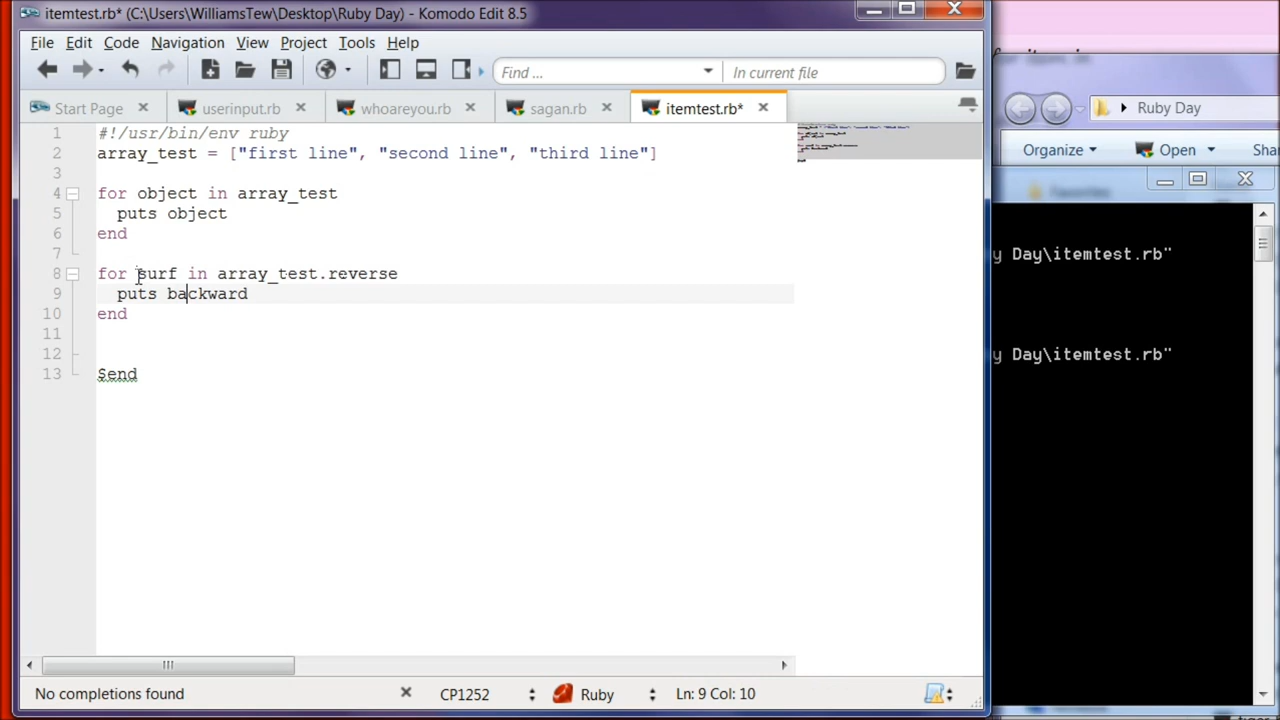 itemtest.rb* (C:\Users\WilliamsTew\Desktop\Ruby Day) - Komodo Edit 8.5
File Edit Code Navigation View Project Tools Help
Find ... In current file
Start Page userinput.rb whoareyou.rb sagan.rb itemtest.rb*
1 #!/usr/bin/env ruby
2 array_test = ["first line", "second line", "third line"]
3
4 for object in array_test
5 puts object
6 end
7
8 for surf in array_test.reverse
9 puts backward
10 end
11
12
13 $end
No completions found CP1252 Ruby Ln: 9 Col: 10
Ruby Day
Organize Open Shar
y Day\itemtest.rb"
y Day\itemtest.rb"